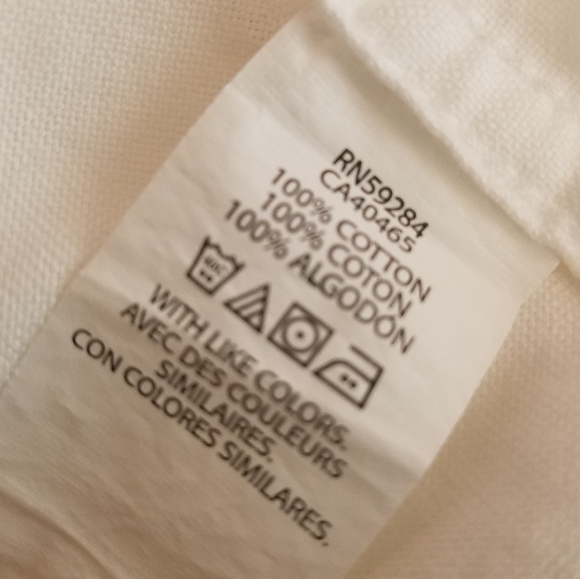 RN59284
CA40465
100% COTTON
100% COTON
100% ALGODÓN
WITH LIKE COLORS.
AVEC DES COULEURS
SIMILAIRES.
CON COLORES SIMILARES.